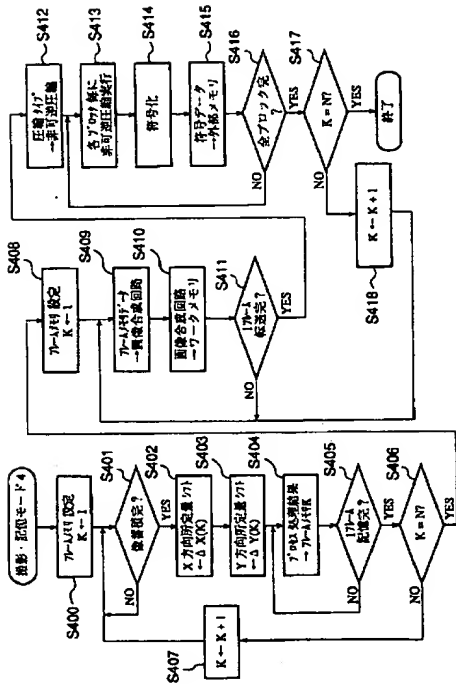 撮影・記憶モード4
S400
フレームメモリ設定
K←1
S401
像蓄積完?
NO
YES
S402
X方向所定量シフト
←ΔX(K)
S403
Y方向所定量シフト
←ΔY(K)
S404
プロセス処理結果
→フレームメモリK
S405
1フレーム
記憶完?
NO
YES
S406
K=N?
NO
YES
S407
K←K+1
S408
フレームメモリ設定
K←1
S409
フレームメモリデータ
→画像合成回路
S410
画像合成回路
→ワークメモリ
S411
1フレーム
転送完?
NO
YES
S412
圧縮タイプ
→非可逆圧縮
S413
各ブロック毎に
非可逆圧縮実行
S414
符号化
S415
符号データ
→外部メモリ
S416
全ブロック完?
NO
YES
S417
K=N?
NO
YES
S418
K←K+1
終了